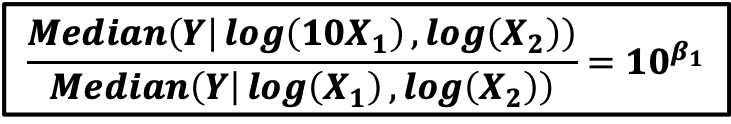 Median(Y| log(10X₁) , log(X₂))
Median(Y| log(X₁) , log(X₂))
= 10^β₁